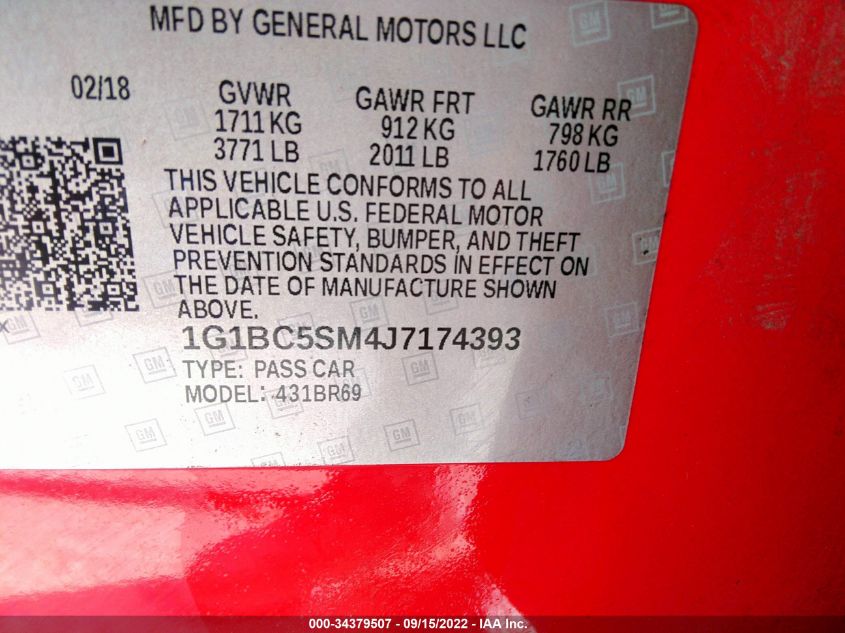 MFD BY GENERAL MOTORS LLC
02/18 GVWR GAWR FRT GAWR RR
1711 KG 912 KG 798 KG
3771 LB 2011 LB 1760 LB
THIS VEHICLE CONFORMS TO ALL
APPLICABLE U.S. FEDERAL MOTOR
VEHICLE SAFETY, BUMPER, AND THEFT
PREVENTION STANDARDS IN EFFECT ON
THE DATE OF MANUFACTURE SHOWN
ABOVE.
1G1BC5SM4J7174393
TYPE: PASS CAR
MODEL: 431BR69
GM
000-34379507 - 09/15/2022 - IAA Inc.